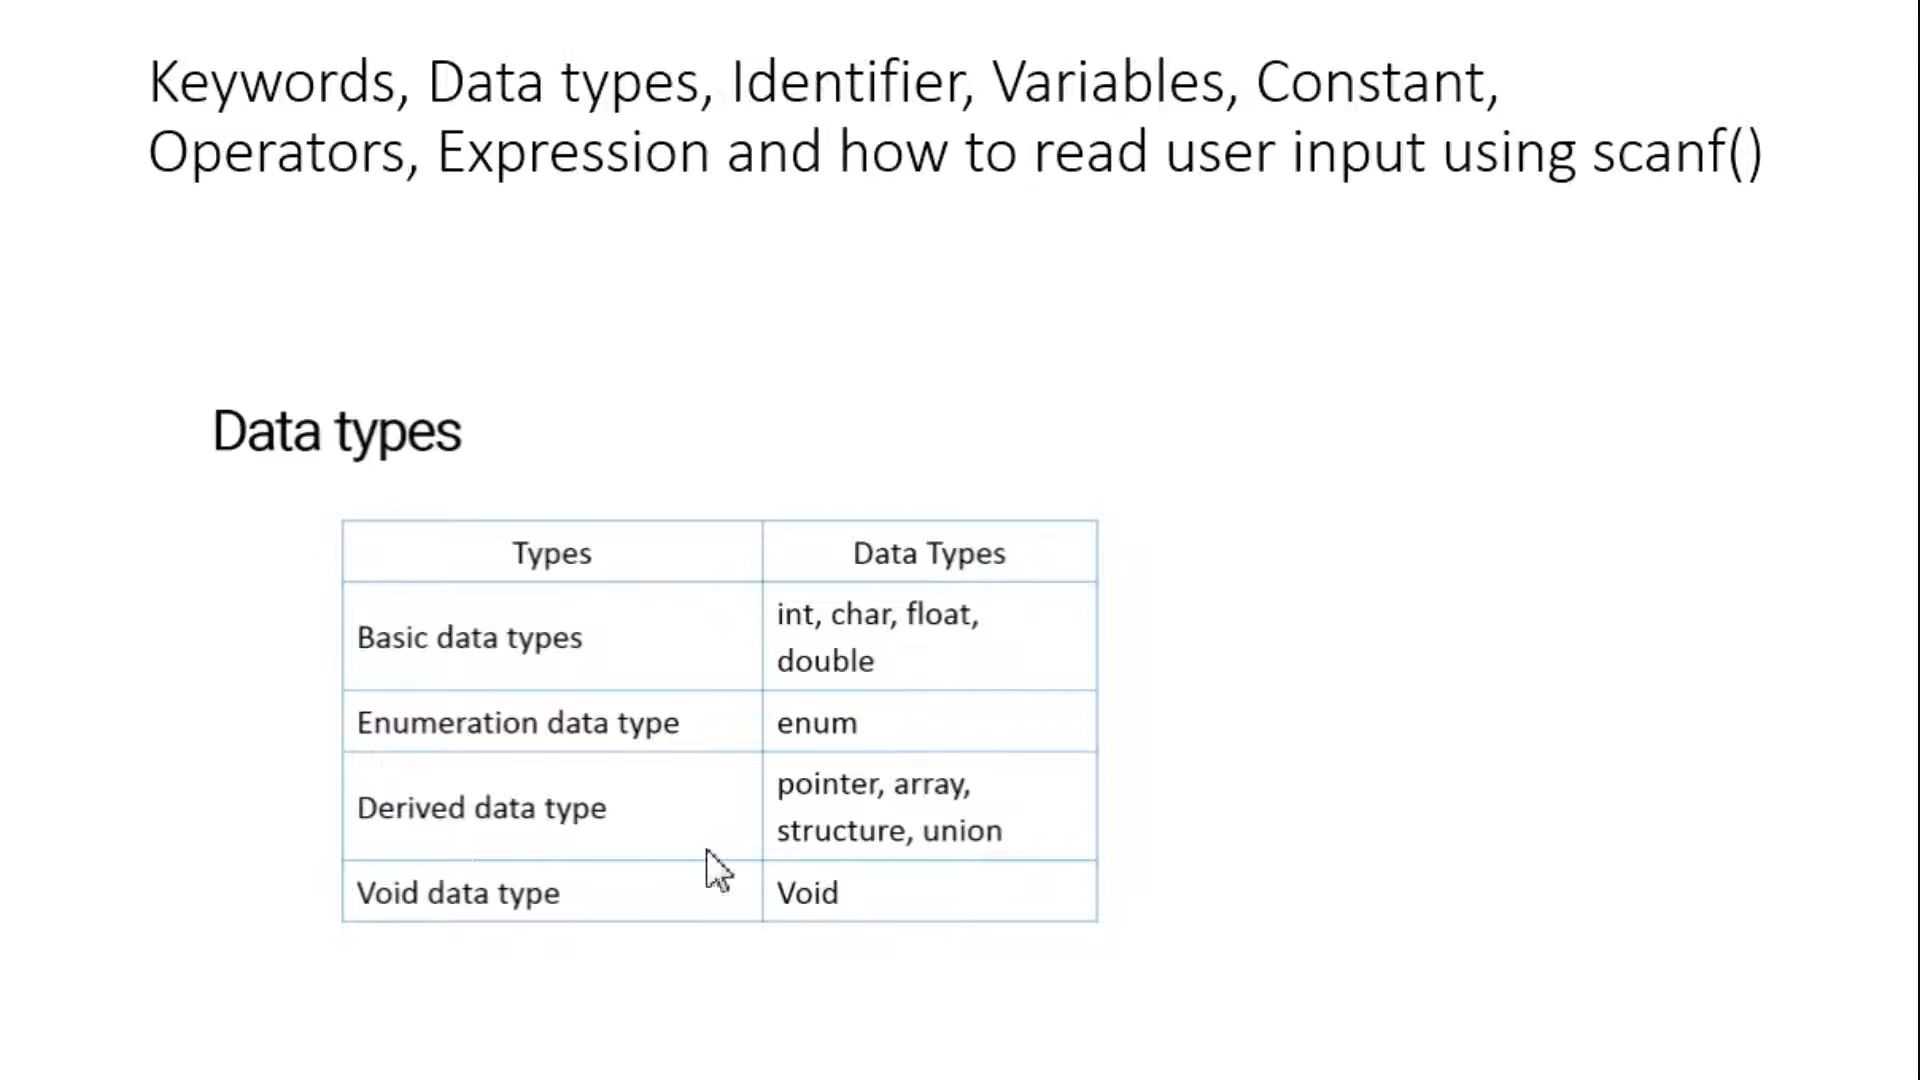 Keywords, Data types, Identifier, Variables, Constant,
Operators, Expression and how to read user input using scanf()
Data types
Types
Data Types
Basic data types
int, char, float,
double
Enumeration data type
enum
Derived data type
pointer, array,
structure, union
Void data type
Void